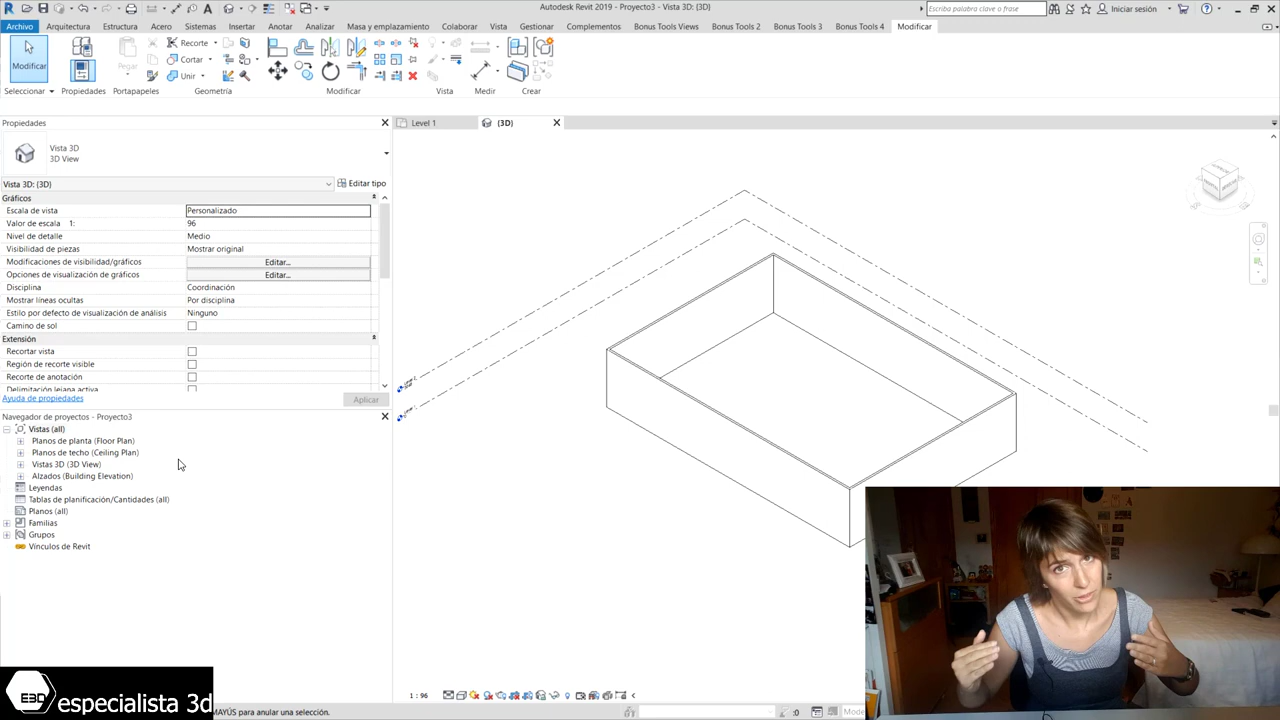 Autodesk Revit 2019 - Proyecto3 - Vista 3D: {3D}
Escriba palabra clave o frase
Iniciar sesión
Archivo Arquitectura Estructura Acero Sistemas Insertar Anotar Analizar Masa y emplazamiento Colaborar Vista Gestionar Complementos Bonus Tools Views Bonus Tools 2 Bonus Tools 3 Bonus Tools 4 Modificar
Modificar
Pegar
Recorte
Cortar
Unir
Seleccionar Propiedades Portapapeles Geometría Modificar Vista Medir Crear
Propiedades
Level 1
{3D}
Vista 3D
3D View
Vista 3D: {3D}
Editar tipo
Gráficos
Escala de vista Personalizado
Valor de escala 1: 96
Nivel de detalle Medio
Visibilidad de piezas Mostrar original
Modificaciones de visibilidad/gráficos Editar...
Opciones de visualización de gráficos Editar...
Disciplina Coordinación
Mostrar líneas ocultas Por disciplina
Estilo por defecto de visualización de análisis Ninguno
Camino de sol
Extensión
Recortar vista
Región de recorte visible
Recorte de anotación
Delimitación lejana activa
Ayuda de propiedades
Aplicar
Navegador de proyectos - Proyecto3
Vistas (all)
Planos de planta (Floor Plan)
Planos de techo (Ceiling Plan)
Vistas 3D (3D View)
Alzados (Building Elevation)
Leyendas
Tablas de planificación/Cantidades (all)
Planos (all)
Familias
Grupos
Vínculos de Revit
1 : 96
E3D
especialista 3d
MAYÚS para anular una selección.
:0
Mode